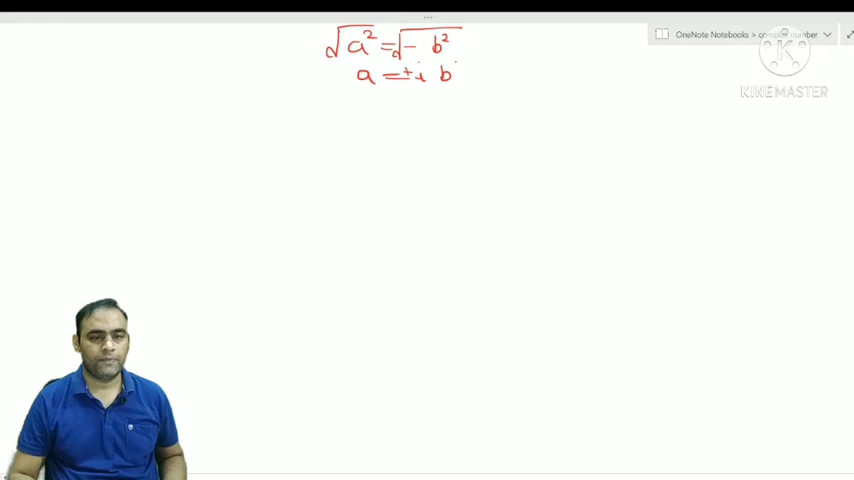 √a² = √- b²
a = ± i b
OneNote Notebooks > complex number
K
KINEMASTER